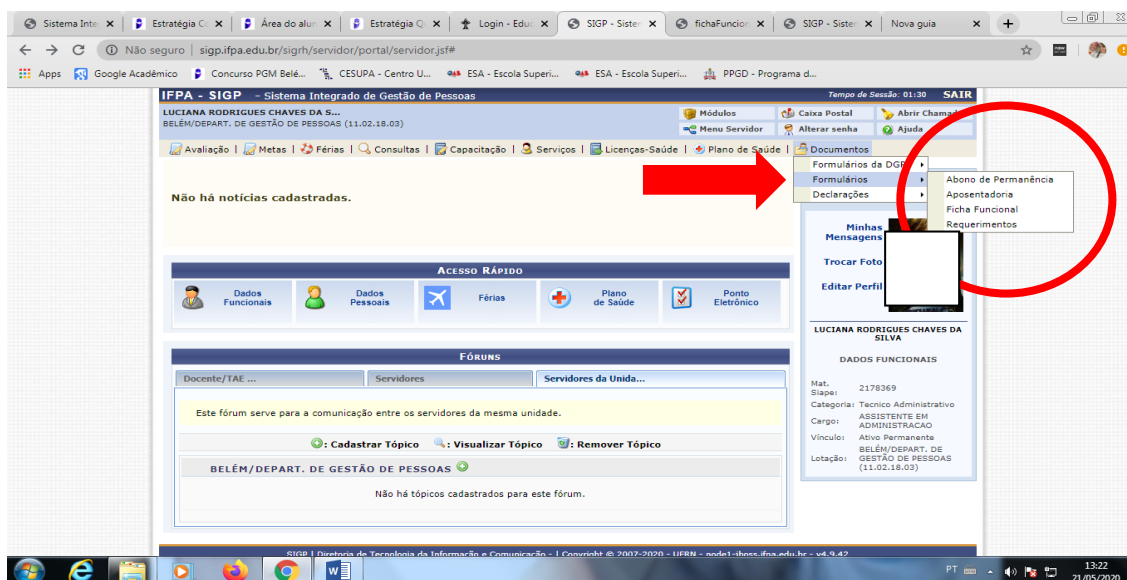 Sistema Inte
Estratégia C
Área do alun
Estratégia Q
Login - Educ
SIGP - Sister
fichaFuncion
SIGP - Sister
Nova guia
Não seguro | sigp.ifpa.edu.br/sigrh/servidor/portal/servidor.jsf#
Apps
Google Acadêmico
Concurso PGM Belé...
CESUPA - Centro U...
ESA - Escola Superi...
ESA - Escola Superi...
PPGD - Programa d...
IFPA - SIGP - Sistema Integrado de Gestão de Pessoas
Tempo de Sessão: 01:30 SAIR
LUCIANA RODRIGUES CHAVES DA S...
BELÉM/DEPART. DE GESTÃO DE PESSOAS (11.02.18.03)
Módulos
Caixa Postal
Abrir Chamado
Menu Servidor
Alterar senha
Ajuda
Avaliação | Metas | Férias | Consultas | Capacitação | Serviços | Licenças-Saúde | Plano de Saúde | Documentos
Formulários da DGP
Formulários
Declarações
Abono de Permanência
Aposentadoria
Ficha Funcional
Requerimentos
Não há notícias cadastradas.
Minhas Mensagens
Trocar Foto
Editar Perfil
ACESSO RÁPIDO
Dados Funcionais
Dados Pessoais
Férias
Plano de Saúde
Ponto Eletrônico
LUCIANA RODRIGUES CHAVES DA SILVA
DADOS FUNCIONAIS
Mat. Siape: 2178369
Categoria: Tecnico Administrativo
Cargo: ASSISTENTE EM ADMINISTRACAO
Vínculo: Ativo Permanente
Lotação: BELÉM/DEPART. DE GESTÃO DE PESSOAS (11.02.18.03)
FÓRUNS
Docente/TAE ...
Servidores
Servidores da Unida...
Este fórum serve para a comunicação entre os servidores da mesma unidade.
: Cadastrar Tópico : Visualizar Tópico : Remover Tópico
BELÉM/DEPART. DE GESTÃO DE PESSOAS
Não há tópicos cadastrados para este fórum.
SIGP | Diretoria de Tecnologia da Informação e Comunicação - | Copyright © 2007-2020 - UFRN - node1-jboss.ifpa.edu.br - v4.9.42
PT
13:22
21/05/2020